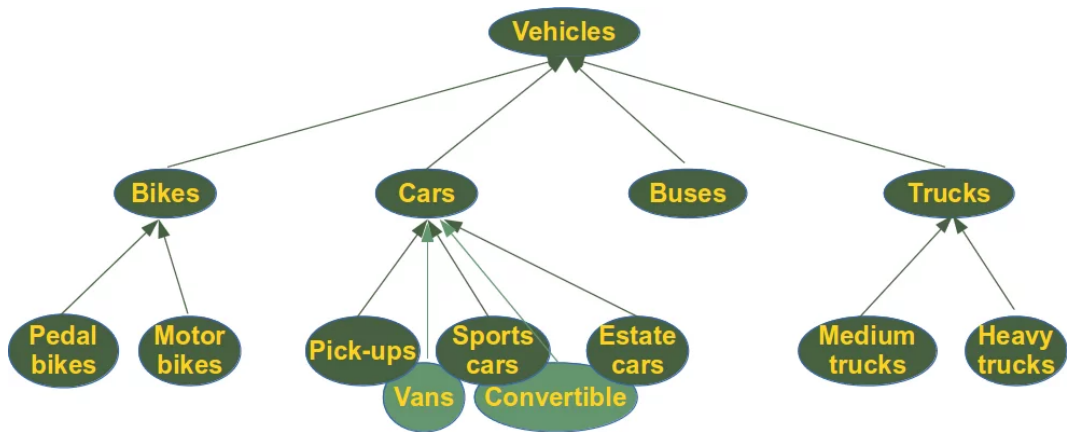 Vehicles
Bikes
Cars
Buses
Trucks
Pedal
bikes
Motor
bikes
Pick-ups
Sports
cars
Estate
cars
Medium
trucks
Heavy
trucks
Vans
Convertible